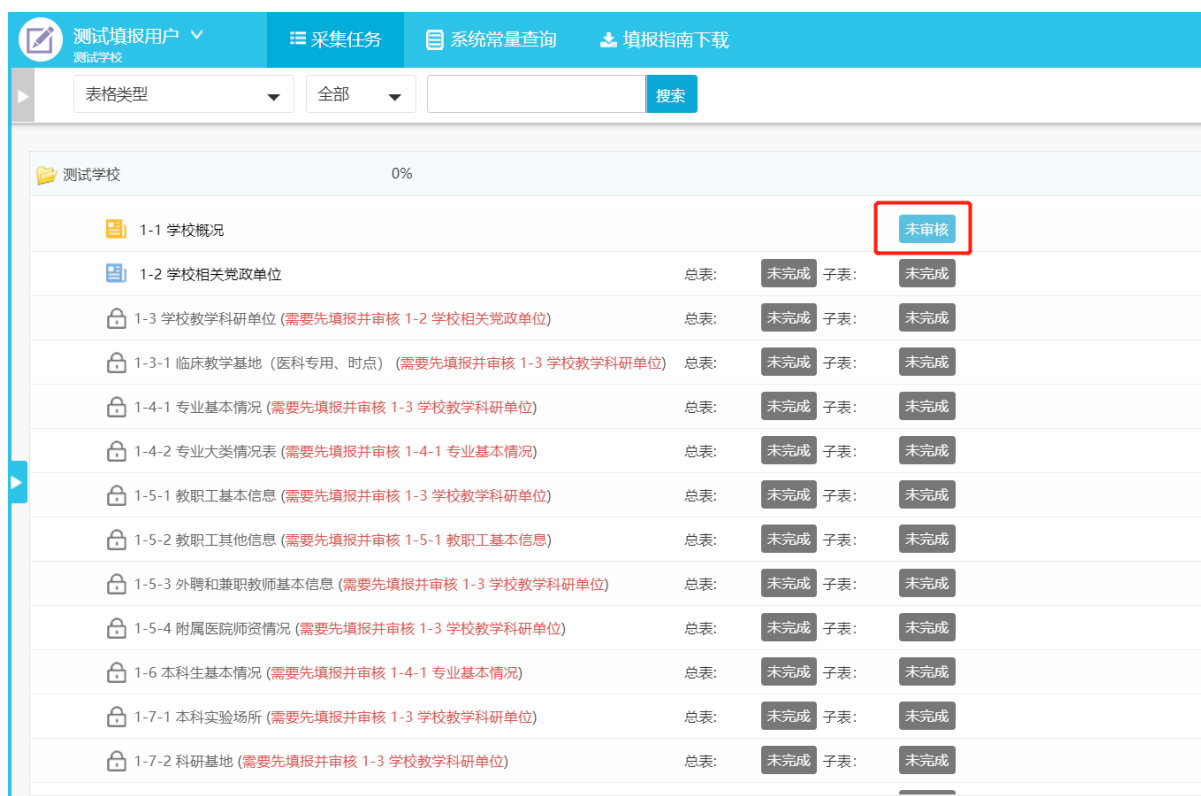 测试填报用户 采集任务 系统常量查询 填报指南下载
测试学校
表格类型 全部 搜索
测试学校 0%
1-1 学校概况 未审核
1-2 学校相关党政单位 总表: 未完成 子表: 未完成
1-3 学校教学科研单位 (需要先填报并审核 1-2 学校相关党政单位) 总表: 未完成 子表: 未完成
1-3-1 临床教学基地（医科专用、时点） (需要先填报并审核 1-3 学校教学科研单位) 总表: 未完成 子表: 未完成
1-4-1 专业基本情况 (需要先填报并审核 1-3 学校教学科研单位) 总表: 未完成 子表: 未完成
1-4-2 专业大类情况表 (需要先填报并审核 1-4-1 专业基本情况) 总表: 未完成 子表: 未完成
1-5-1 教职工基本信息 (需要先填报并审核 1-3 学校教学科研单位) 总表: 未完成 子表: 未完成
1-5-2 教职工其他信息 (需要先填报并审核 1-5-1 教职工基本信息) 总表: 未完成 子表: 未完成
1-5-3 外聘和兼职教师基本信息 (需要先填报并审核 1-3 学校教学科研单位) 总表: 未完成 子表: 未完成
1-5-4 附属医院师资情况 (需要先填报并审核 1-3 学校教学科研单位) 总表: 未完成 子表: 未完成
1-6 本科生基本情况 (需要先填报并审核 1-4-1 专业基本情况) 总表: 未完成 子表: 未完成
1-7-1 本科实验场所 (需要先填报并审核 1-3 学校教学科研单位) 总表: 未完成 子表: 未完成
1-7-2 科研基地 (需要先填报并审核 1-3 学校教学科研单位) 总表: 未完成 子表: 未完成